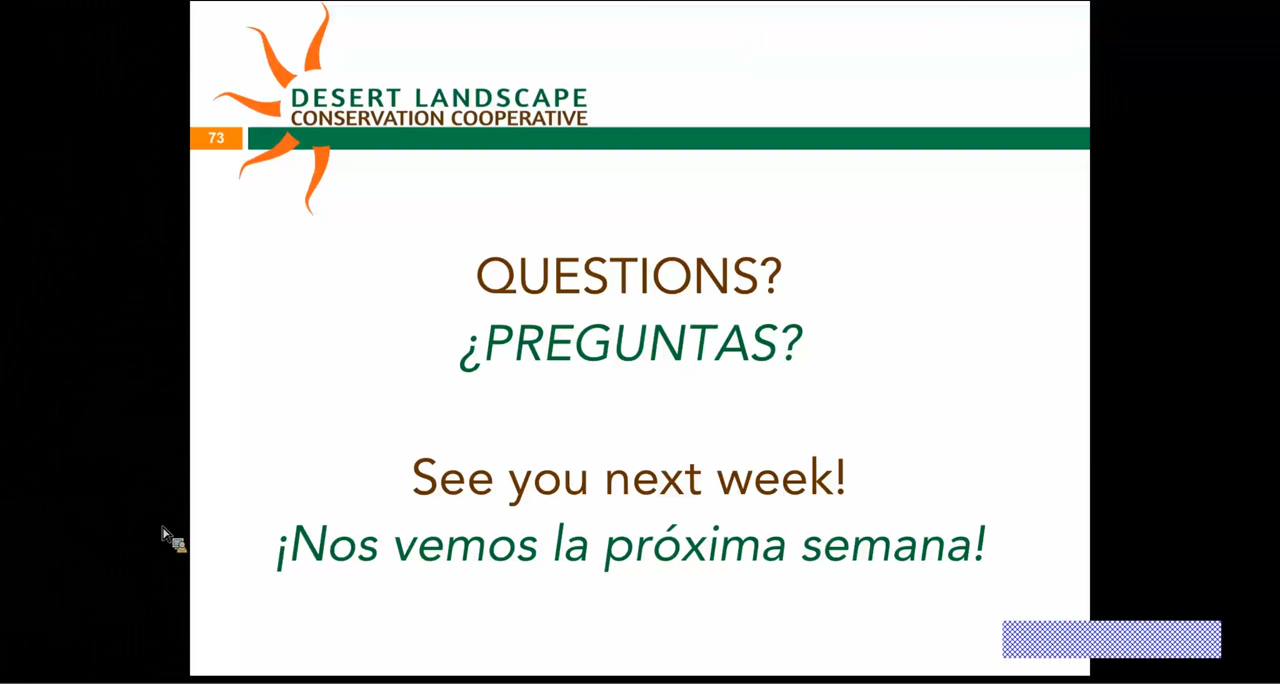 DESERT LANDSCAPE
CONSERVATION COOPERATIVE
73
QUESTIONS?
¿PREGUNTAS?
See you next week!
¡Nos vemos la próxima semana!